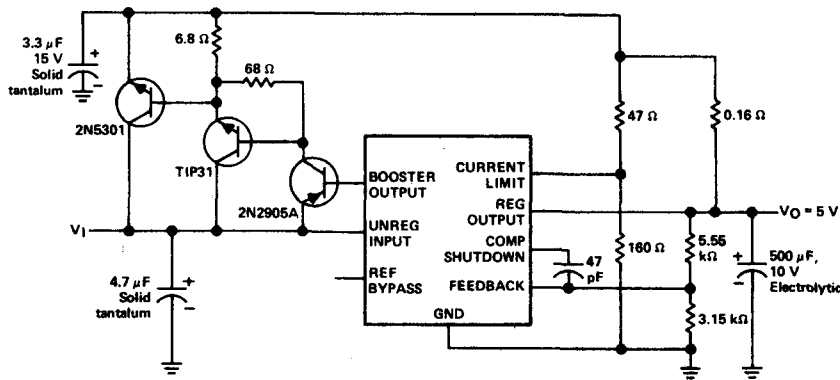 3.3 μF
15 V
Solid
tantalum
+
−
6.8 Ω
68 Ω
2N5301
TIP31
2N2905A
47 Ω
0.16 Ω
BOOSTER
OUTPUT
CURRENT
LIMIT
REG
OUTPUT
UNREG
INPUT
COMP
SHUTDOWN
REF
BYPASS
FEEDBACK
GND
VI
VO = 5 V
4.7 μF
Solid
tantalum
+
−
47
pF
160 Ω
5.55
kΩ
3.15 kΩ
+
−
500 μF,
10 V
Electrolytic